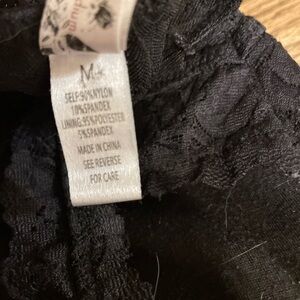 M
SELF:90%NYLON
10%SPANDEX
LINING:95%POLYESTER
5%SPANDEX
MADE IN CHINA
SEE REVERSE
FOR CARE